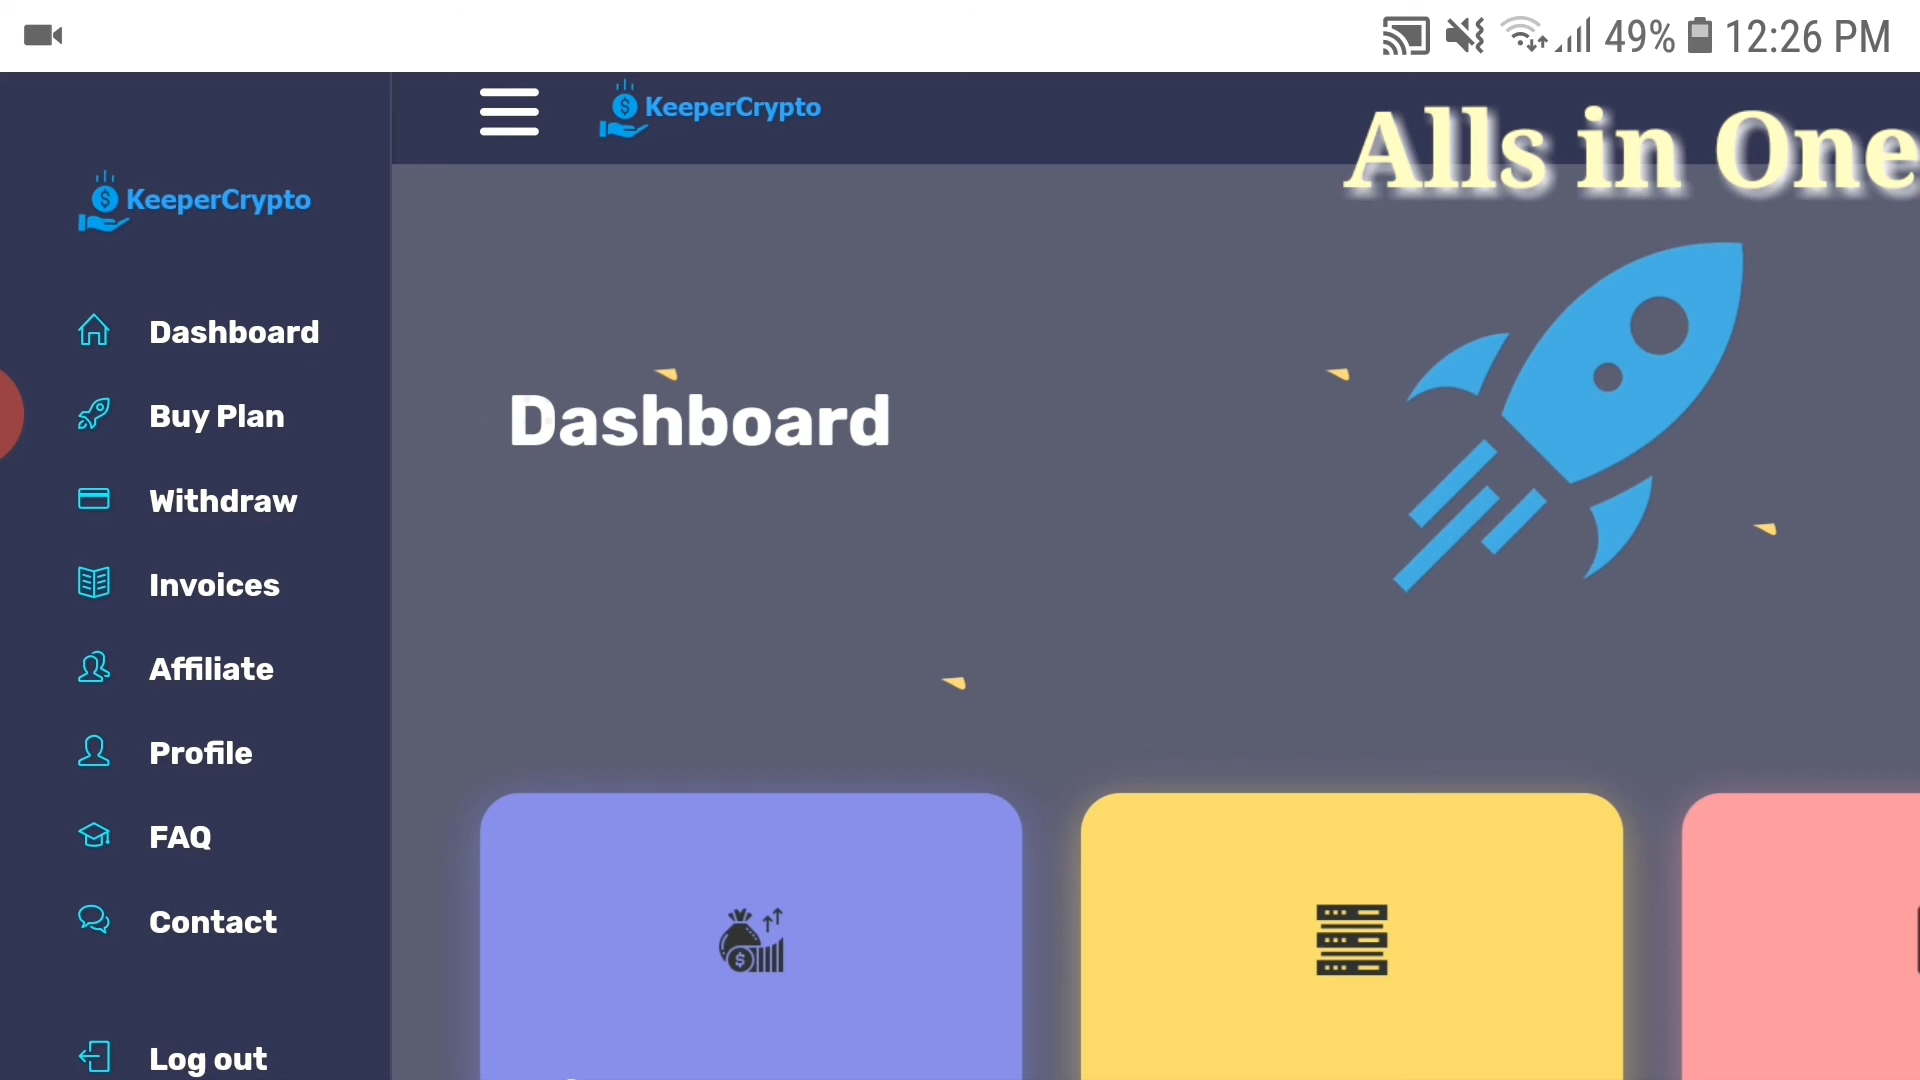 49% 12:26 PM
KeeperCrypto
Alls in One
KeeperCrypto
Dashboard
Buy Plan
Withdraw
Invoices
Affiliate
Profile
FAQ
Contact
Log out
Dashboard